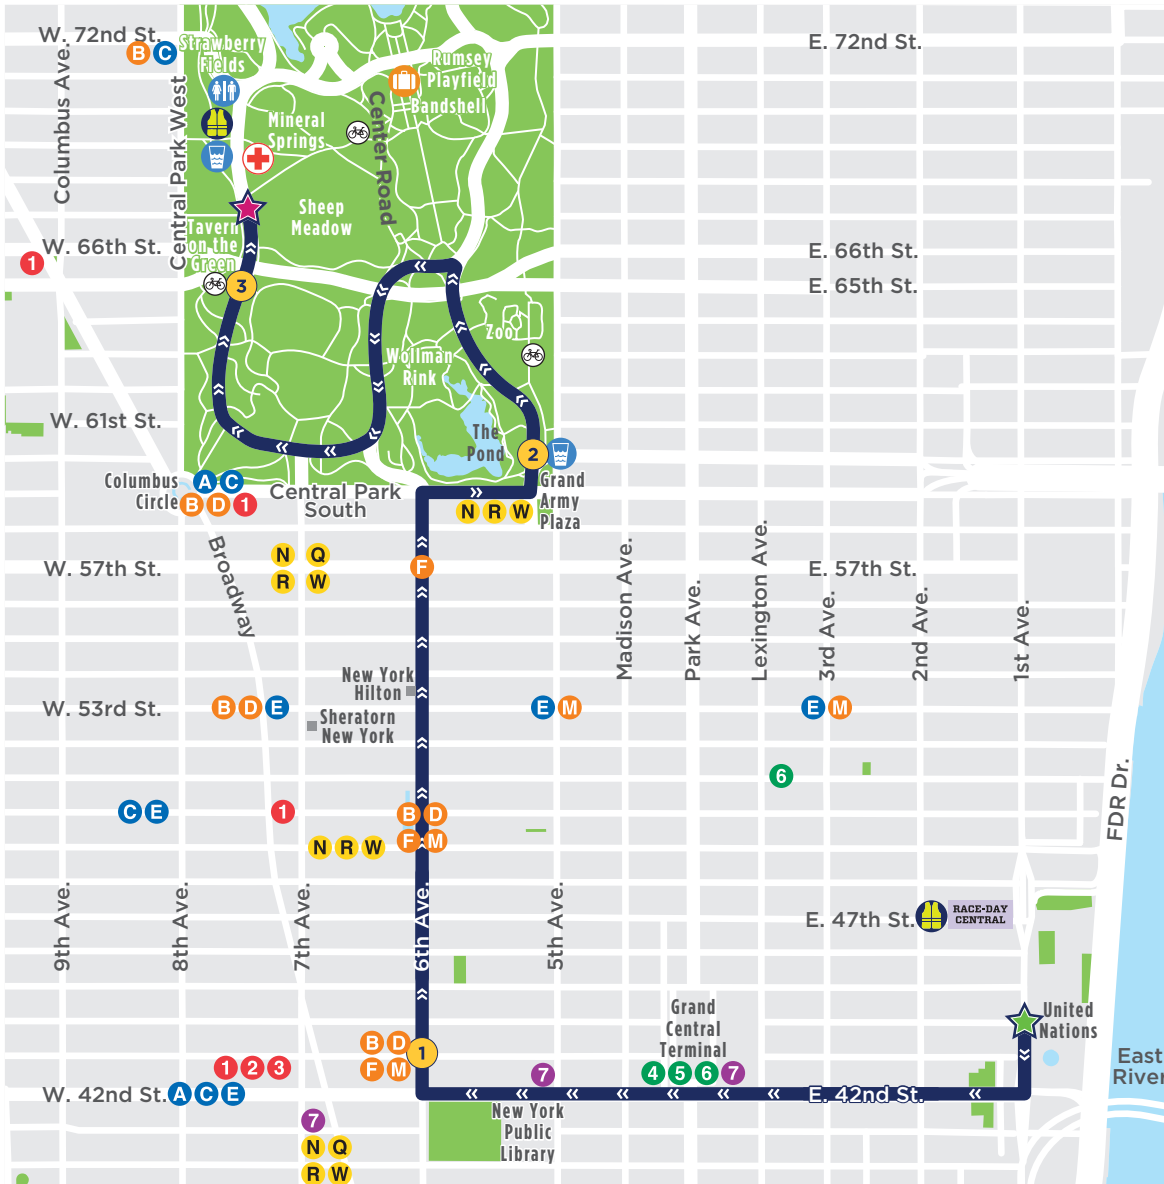 W. 72nd St.
B C
Strawberry
Fields
Rumsey
Playfield
Bandshell
E. 72nd St.
Columbus Ave.
Central Park West
Mineral
Springs
Center Road
Sheep
Meadow
Tavern
on the
Green
W. 66th St.
1
E. 66th St.
E. 65th St.
3
Zoo
Wollman
Rink
W. 61st St.
The
Pond
2
Columbus
Circle
A C
B D 1
Central Park
South
Grand
Army
Plaza
N R W
Broadway
N Q
R W
W. 57th St.
F
E. 57th St.
Madison Ave.
Park Ave.
Lexington Ave.
3rd Ave.
2nd Ave.
1st Ave.
New York
Hilton
W. 53rd St.
B D E
Sheratorn
New York
E M
E M
6
FDR Dr.
C E
1
B D
F M
N R W
9th Ave.
8th Ave.
7th Ave.
6th Ave.
5th Ave.
E. 47th St.
RACE-DAY
CENTRAL
Grand
Central
Terminal
United
Nations
B D
F M
1
1 2 3
7
4 5 6 7
East
River
W. 42nd St.
A C E
E. 42nd St.
7
New York
Public
Library
N Q
R W